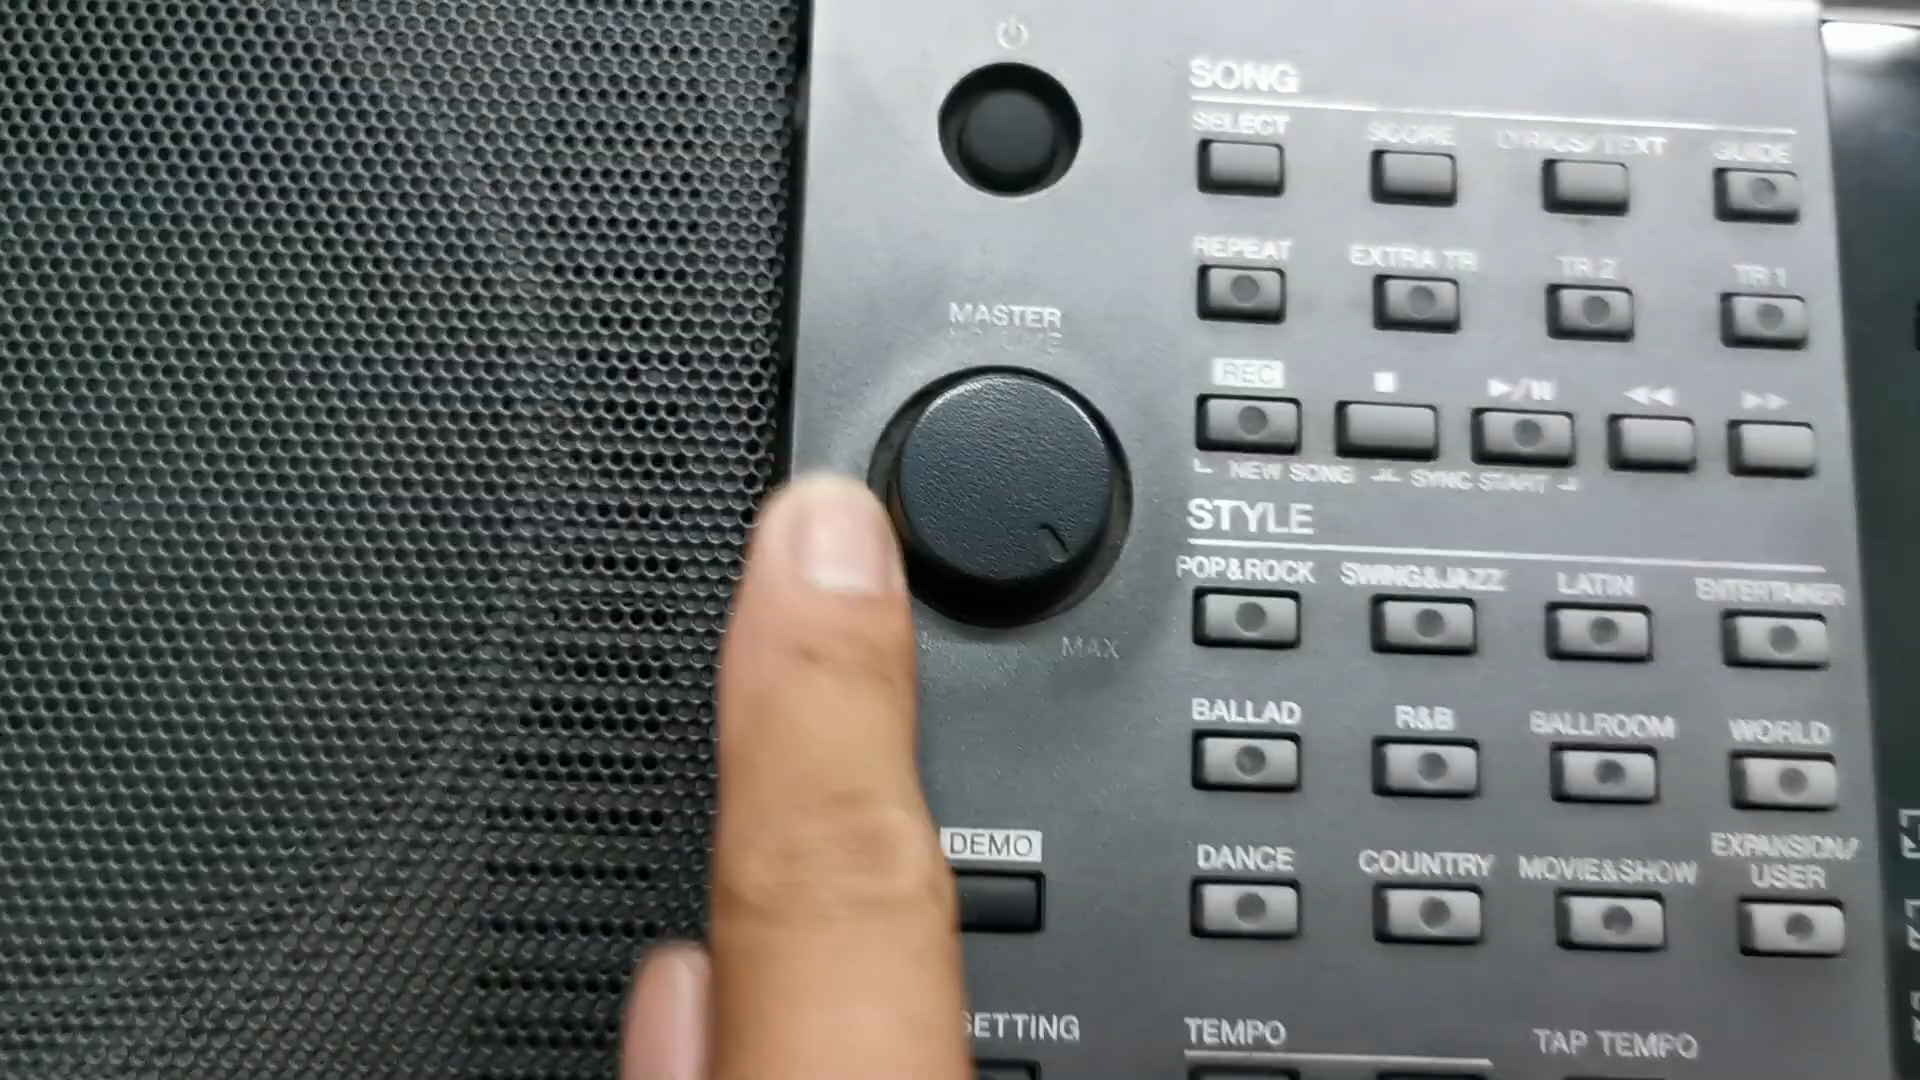 SONG
SELECT SCORE LYRICS/TEXT GUIDE
REPEAT EXTRA TR TR 2 TR 1
MASTER
VOLUME
REC ■ ▶/II ◀◀ ▶▶
NEW SONG SYNC START
STYLE
POP&ROCK SWING&JAZZ LATIN ENTERTAINER
MAX
BALLAD R&B BALLROOM WORLD
DEMO
DANCE COUNTRY MOVIE&SHOW EXPANSION/
USER
SETTING TEMPO TAP TEMPO